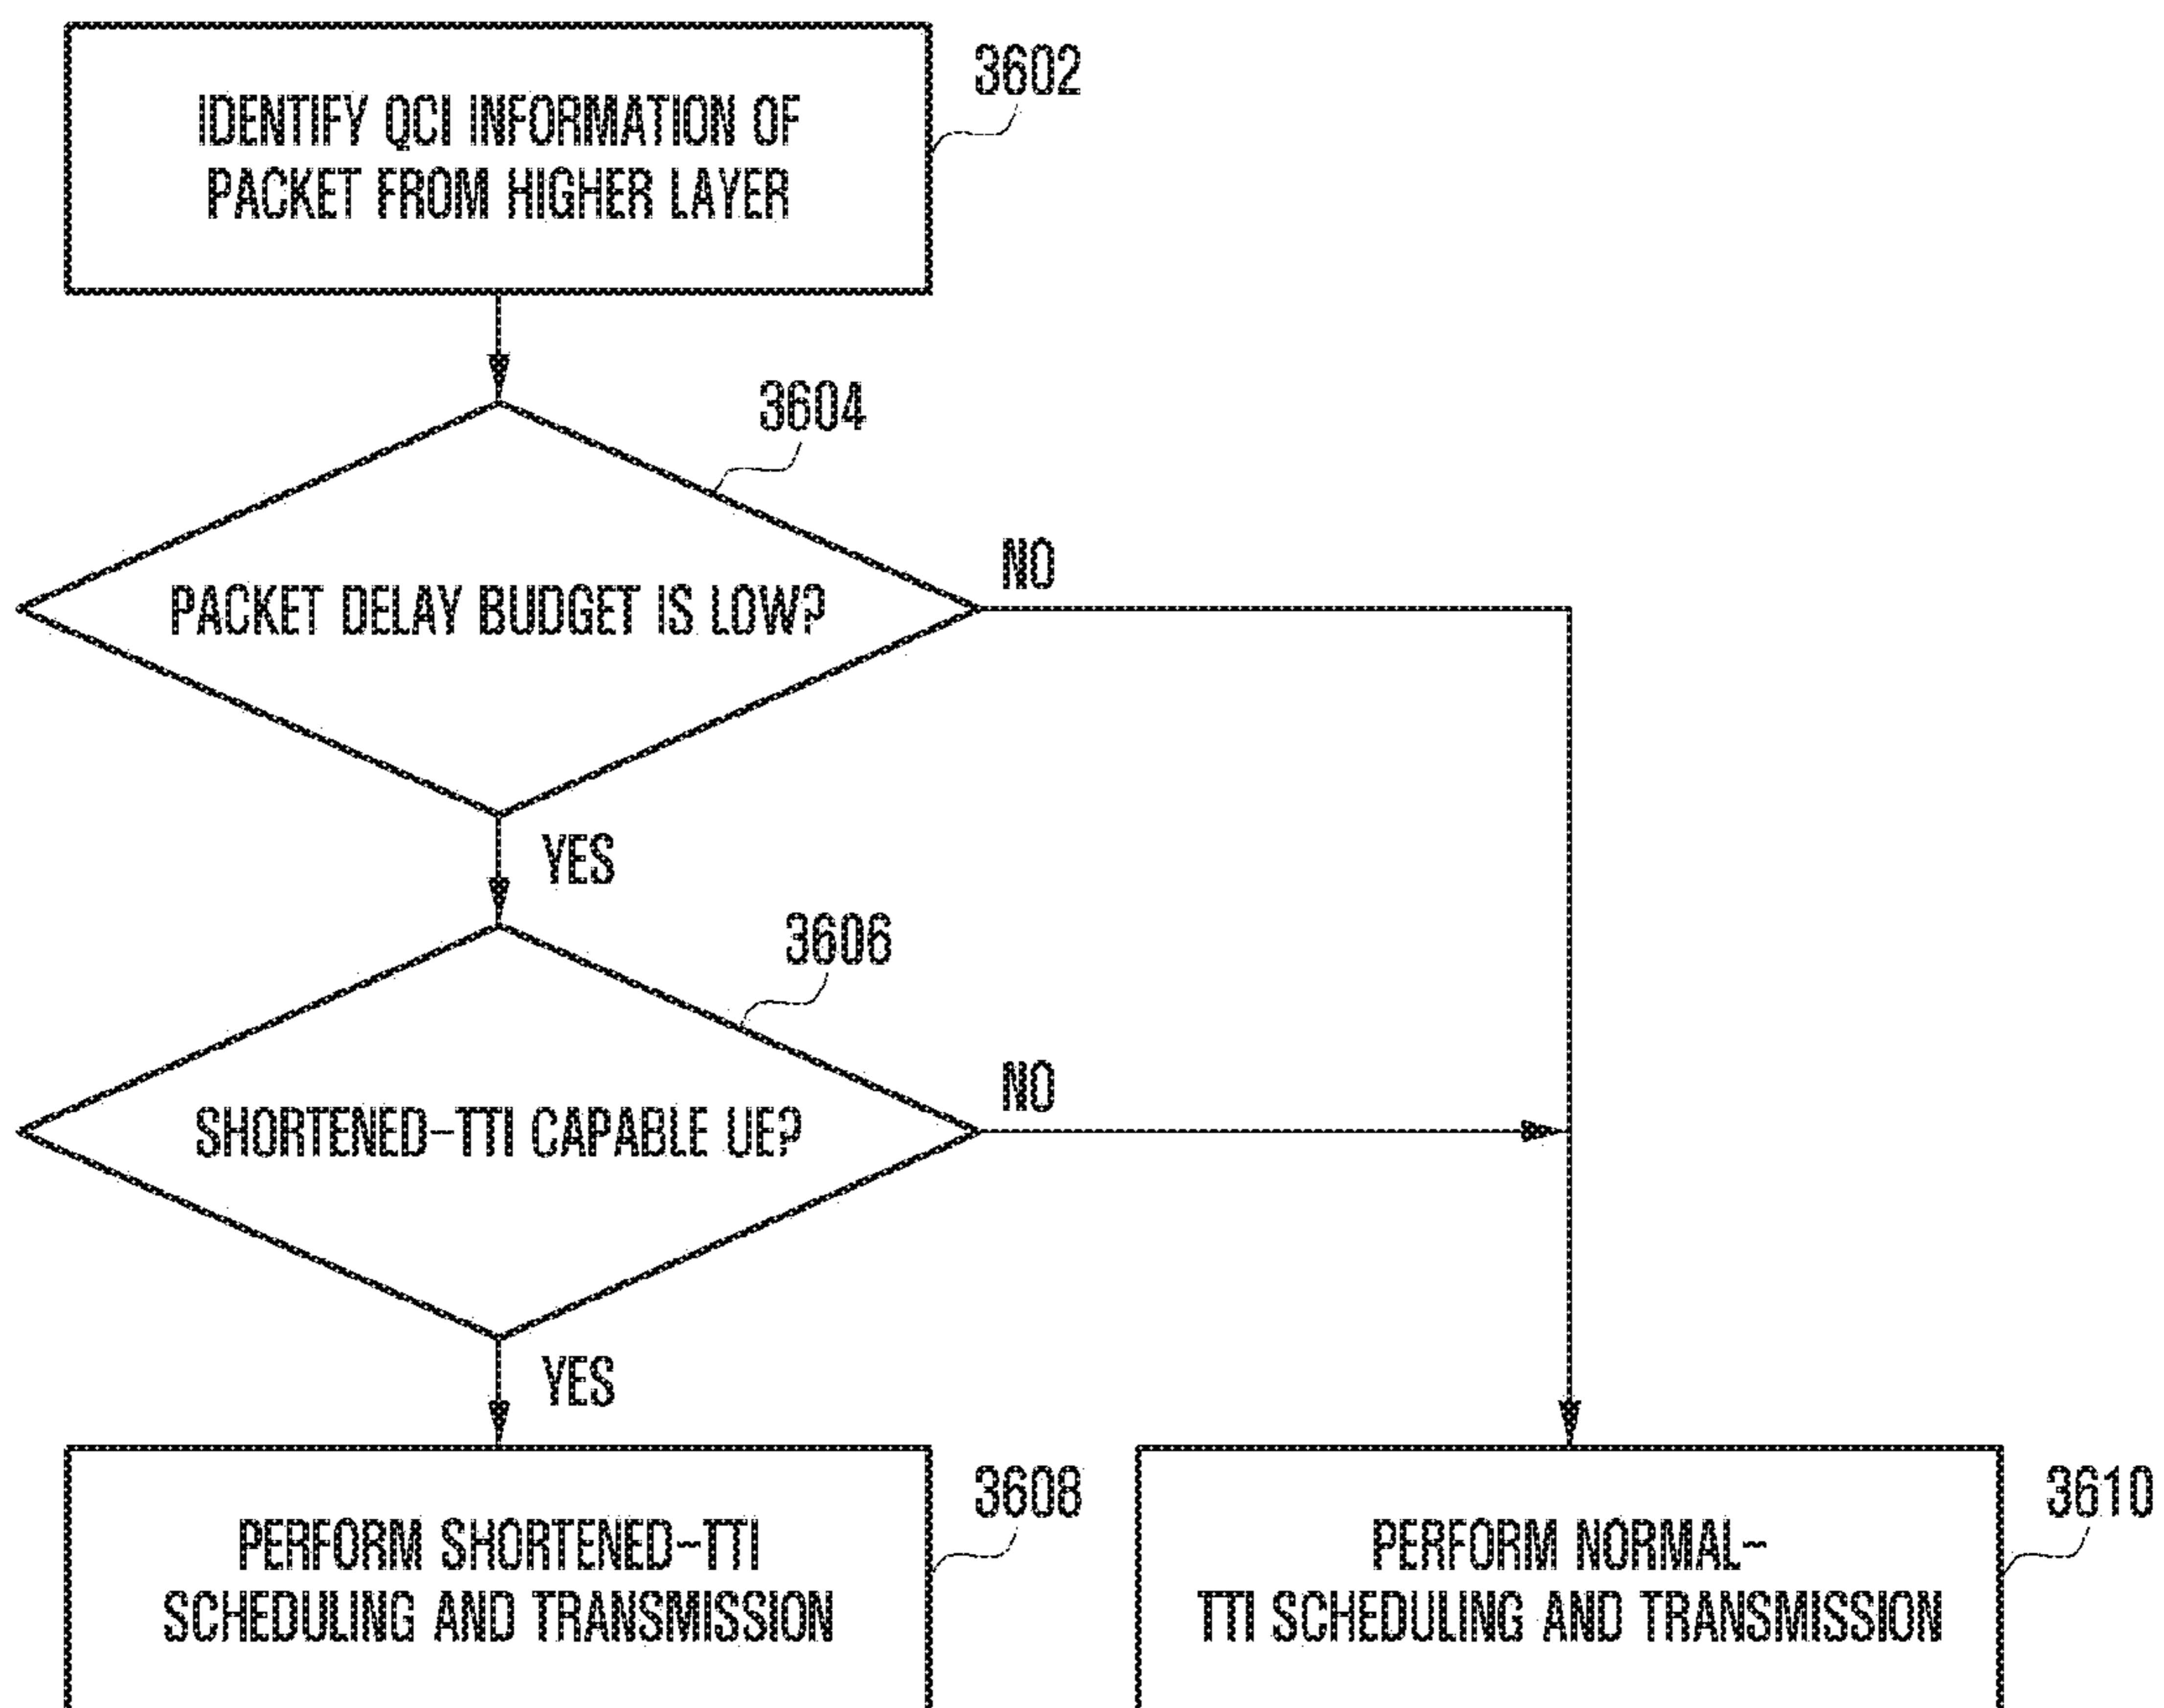 IDENTIFY QCI INFORMATION OF
PACKET FROM HIGHER LAYER
3602
3604
PACKET DELAY BUDGET IS LOW?
NO
YES
3606
SHORTENED-TTI CAPABLE UE?
NO
YES
PERFORM SHORTENED-TTI
SCHEDULING AND TRANSMISSION
3608
PERFORM NORMAL-
TTI SCHEDULING AND TRANSMISSION
3610